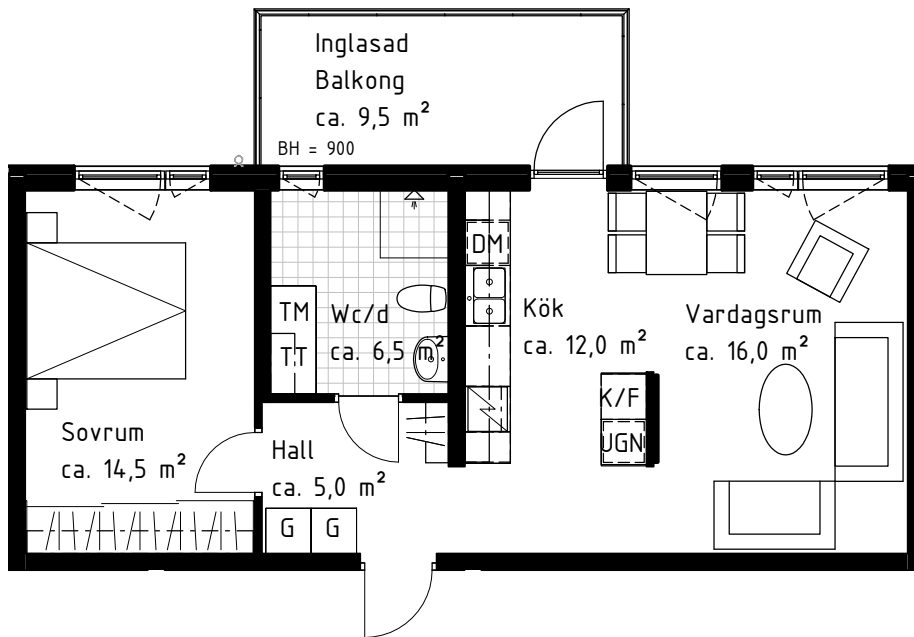 Inglasad
Balkong
ca. 9,5 m²
BH = 900
DM
TM
TT
Wc/d
ca. 6,5 m²
Kök
ca. 12,0 m²
Vardagsrum
ca. 16,0 m²
K/F
UGN
Sovrum
ca. 14,5 m²
Hall
ca. 5,0 m²
G
G